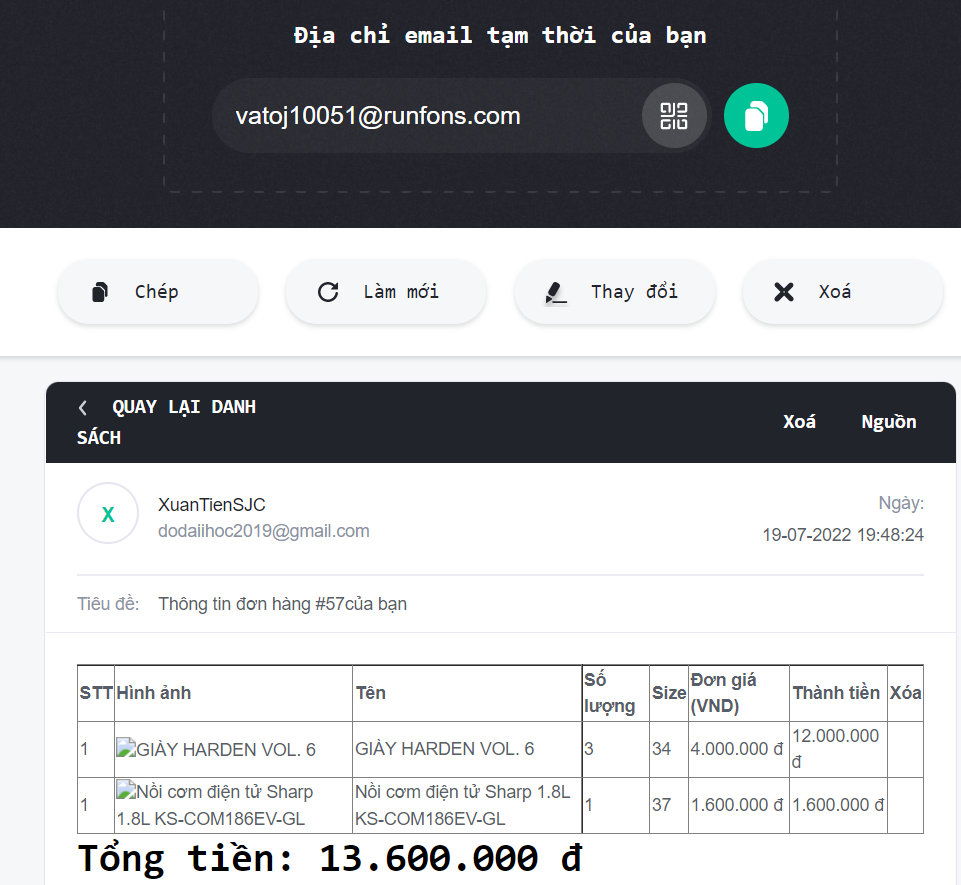 Địa chỉ email tạm thời của bạn
vatoj10051@runfons.com
Chép
Làm mới
Thay đổi
Xoá
QUAY LẠI DANH
SÁCH
Xoá
Nguồn
X
XuanTienSJC
dodaiihoc2019@gmail.com
Ngày:
19-07-2022 19:48:24
Tiêu đề: Thông tin đơn hàng #57của bạn
STT Hình ảnh Tên Số lượng Size Đơn giá (VND) Thành tiền Xóa
1 GIÀY HARDEN VOL. 6 GIÀY HARDEN VOL. 6 3 34 4.000.000 đ 12.000.000 đ
1 Nồi cơm điện tử Sharp 1.8L KS-COM186EV-GL Nồi cơm điện tử Sharp 1.8L KS-COM186EV-GL 1 37 1.600.000 đ 1.600.000 đ
Tổng tiền: 13.600.000 đ